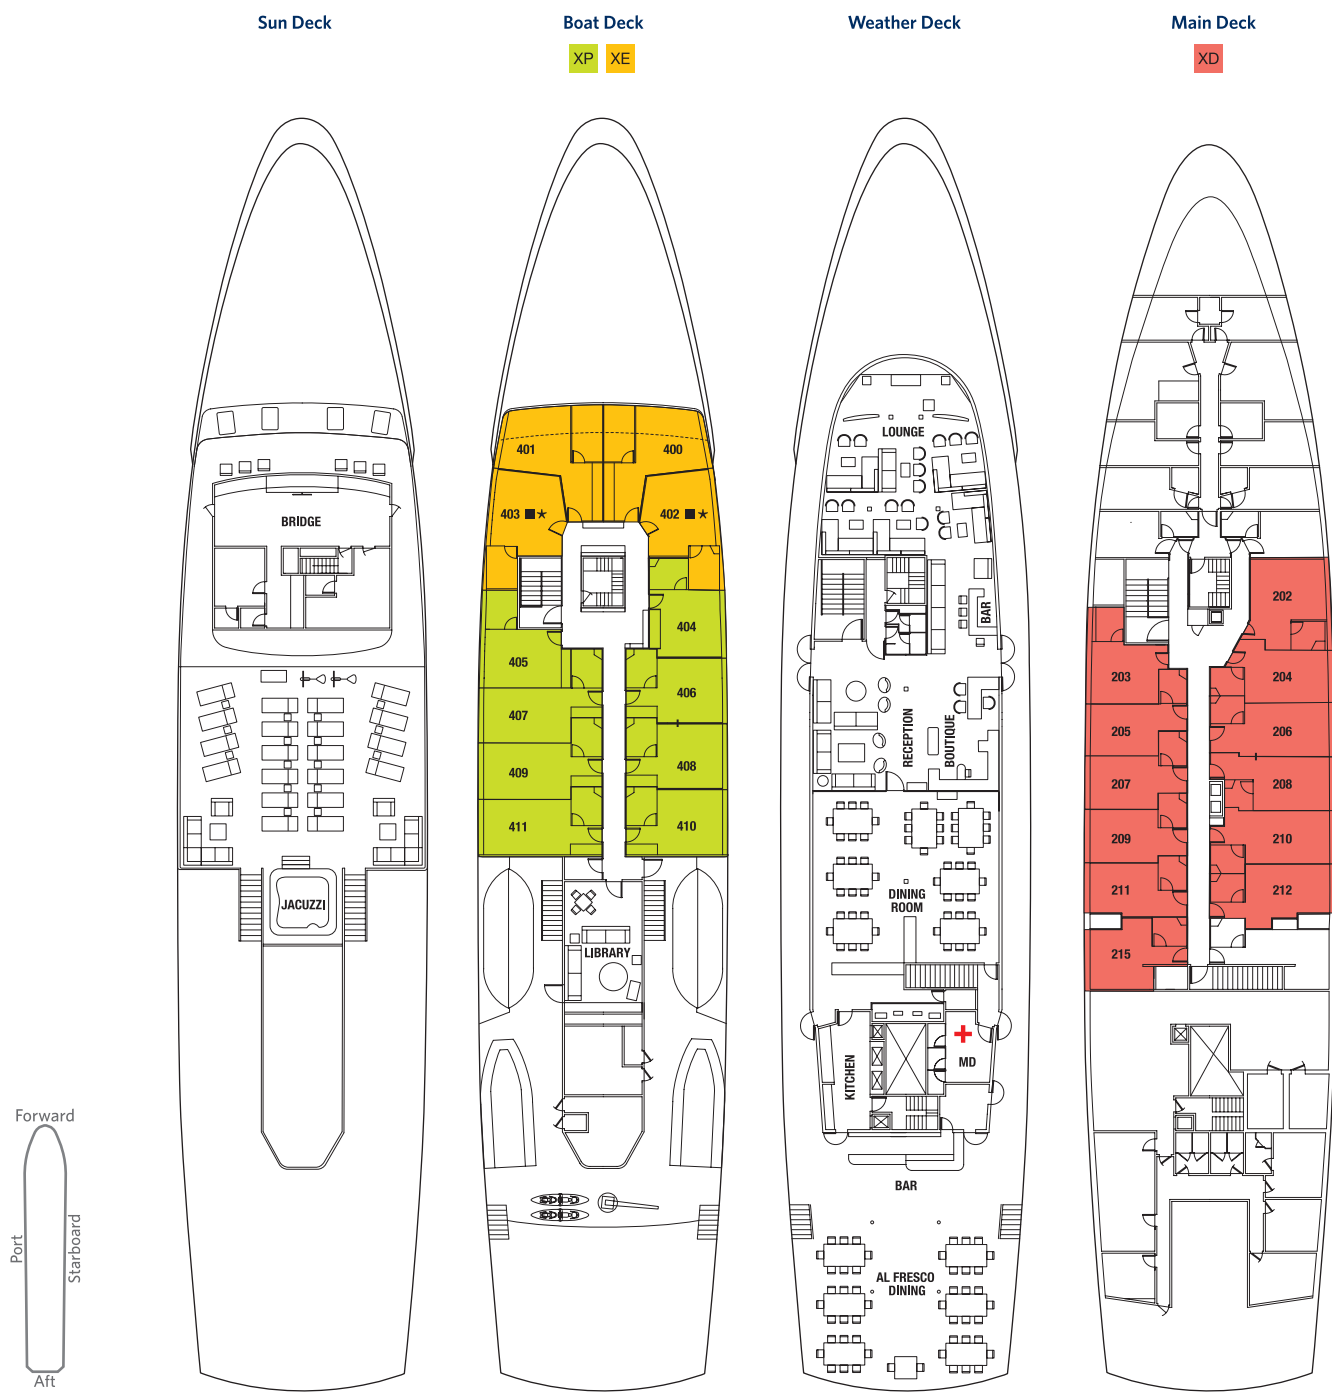 Sun Deck
Boat Deck
Weather Deck
Main Deck
XP
XE
XD
BRIDGE
JACUZZI
401
400
403
402
404
405
406
407
408
409
410
411
LIBRARY
LOUNGE
BAR
RECEPTION
BOUTIQUE
DINING
ROOM
KITCHEN
MD
BAR
AL FRESCO
DINING
202
203
204
205
206
207
208
209
210
211
212
215
Forward
Port
Starboard
Aft